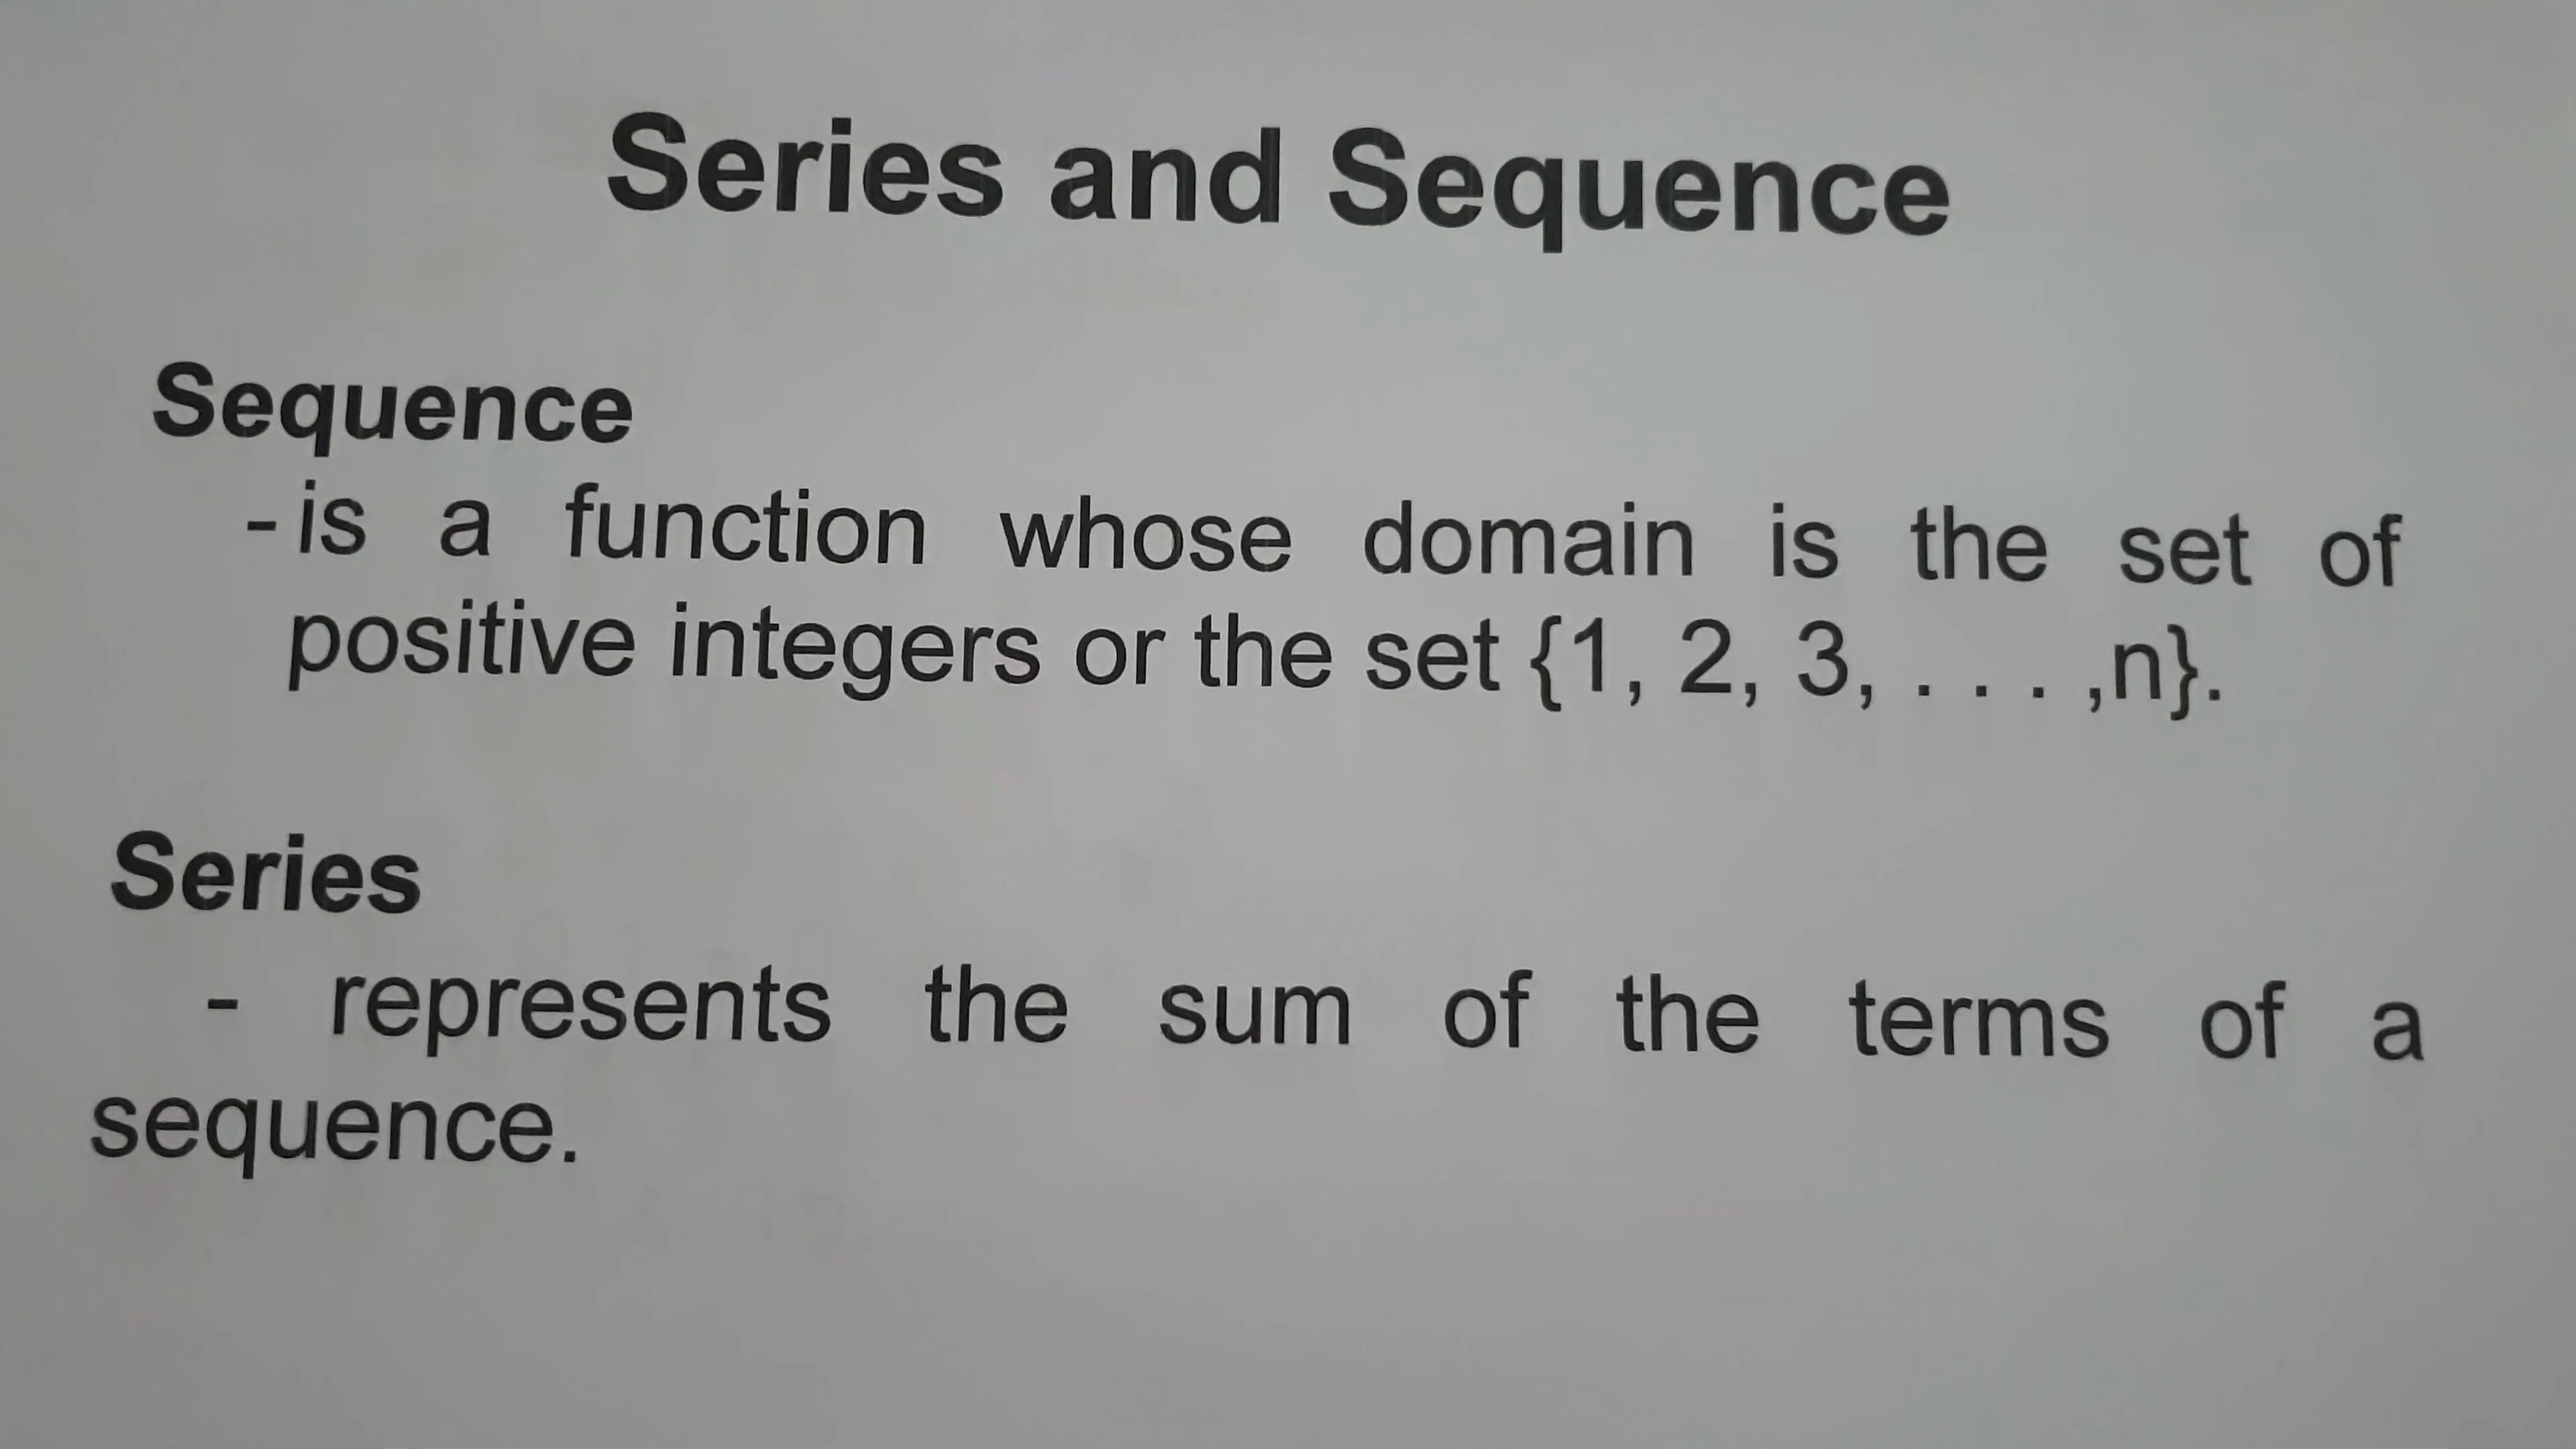 Series and Sequence
Sequence
- is a function whose domain is the set of
positive integers or the set {1, 2, 3, . . . ,n}.
Series
- represents the sum of the terms of a
sequence.